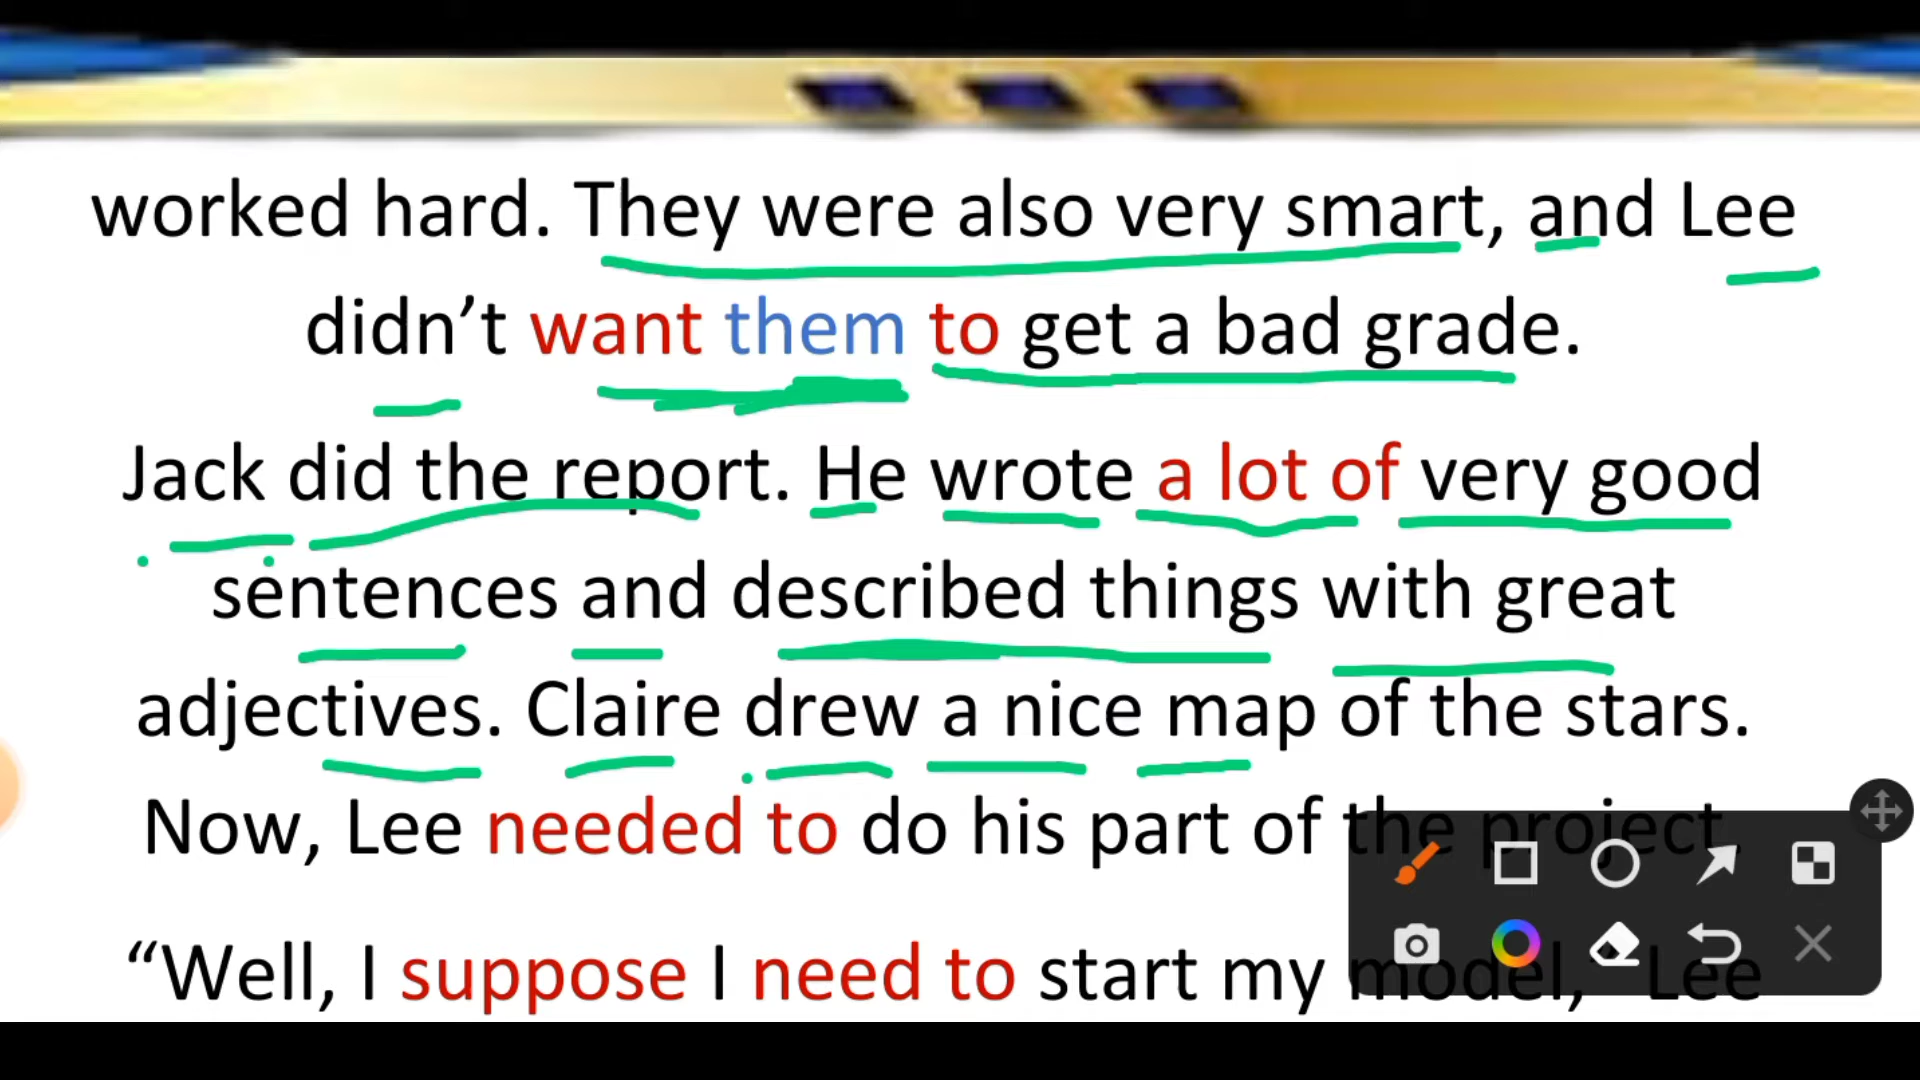 worked hard. They were also very smart, and Lee
didn’t want them to get a bad grade.
Jack did the report. He wrote a lot of very good
sentences and described things with great
adjectives. Claire drew a nice map of the stars.
Now, Lee needed to do his part of the project.
“Well, I suppose I need to start my model,” Lee